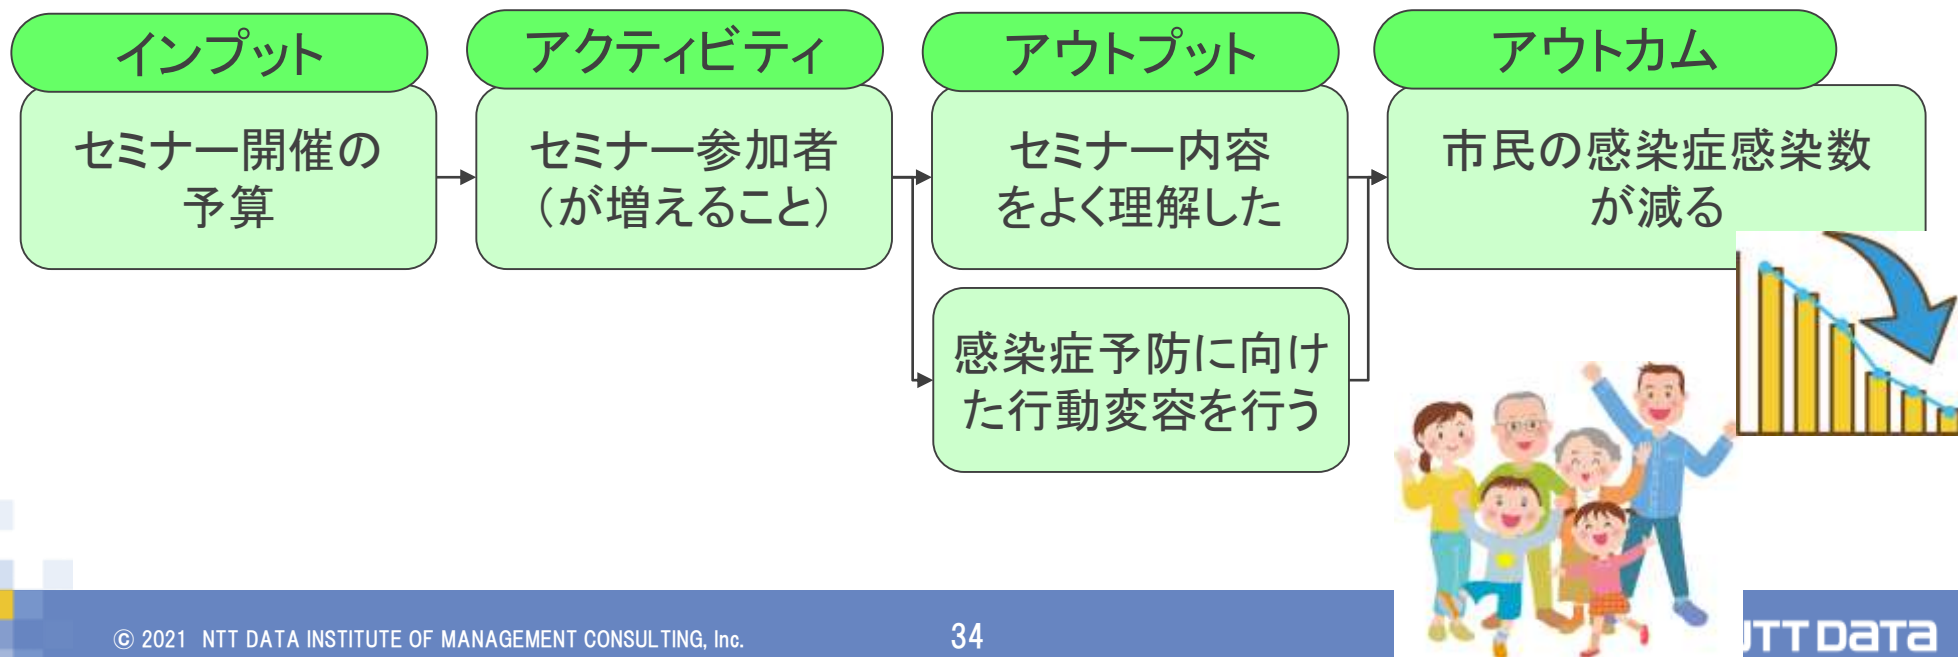 インプット
セミナー開催の
予算
アクティビティ
セミナー参加者
(が増えること)
アウトプット
セミナー内容
をよく理解した
感染症予防に向け
た行動変容を行う
アウトカム
市民の感染症感染数
が減る
© 2021 NTT DATA INSTITUTE OF MANAGEMENT CONSULTING, Inc.
34
TT DATA